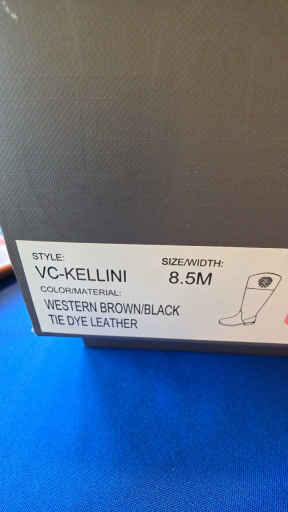 STYLE:
VC-KELLINI
SIZE/WIDTH:
8.5M
COLOR/MATERIAL:
WESTERN BROWN/BLACK
TIE DYE LEATHER